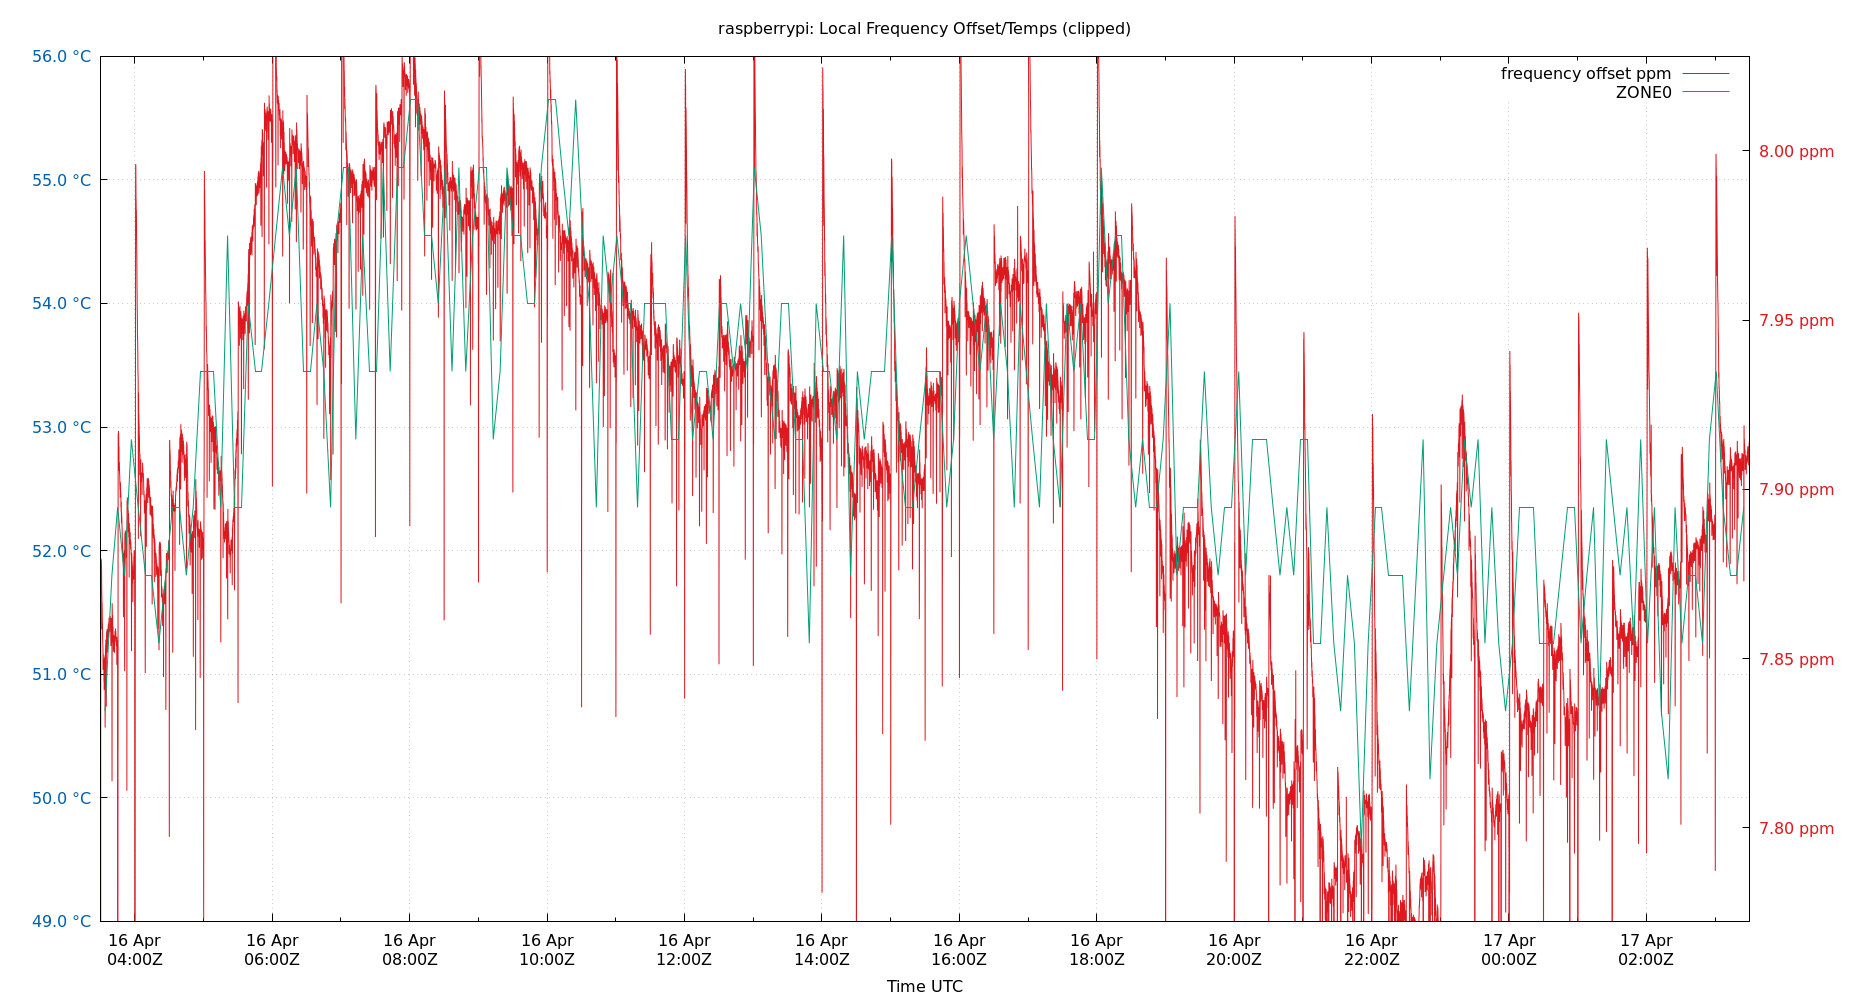 raspberrypi: Local Frequency Offset/Temps (clipped)
56.0 °C
55.0 °C
54.0 °C
53.0 °C
52.0 °C
51.0 °C
50.0 °C
49.0 °C
frequency offset ppm
ZONE0
8.00 ppm
7.95 ppm
7.90 ppm
7.85 ppm
7.80 ppm
16 Apr 16 Apr 16 Apr 16 Apr 16 Apr 16 Apr 16 Apr 16 Apr 16 Apr 16 Apr 17 Apr 17 Apr
04:00Z 06:00Z 08:00Z 10:00Z 12:00Z 14:00Z 16:00Z 18:00Z 20:00Z 22:00Z 00:00Z 02:00Z
Time UTC